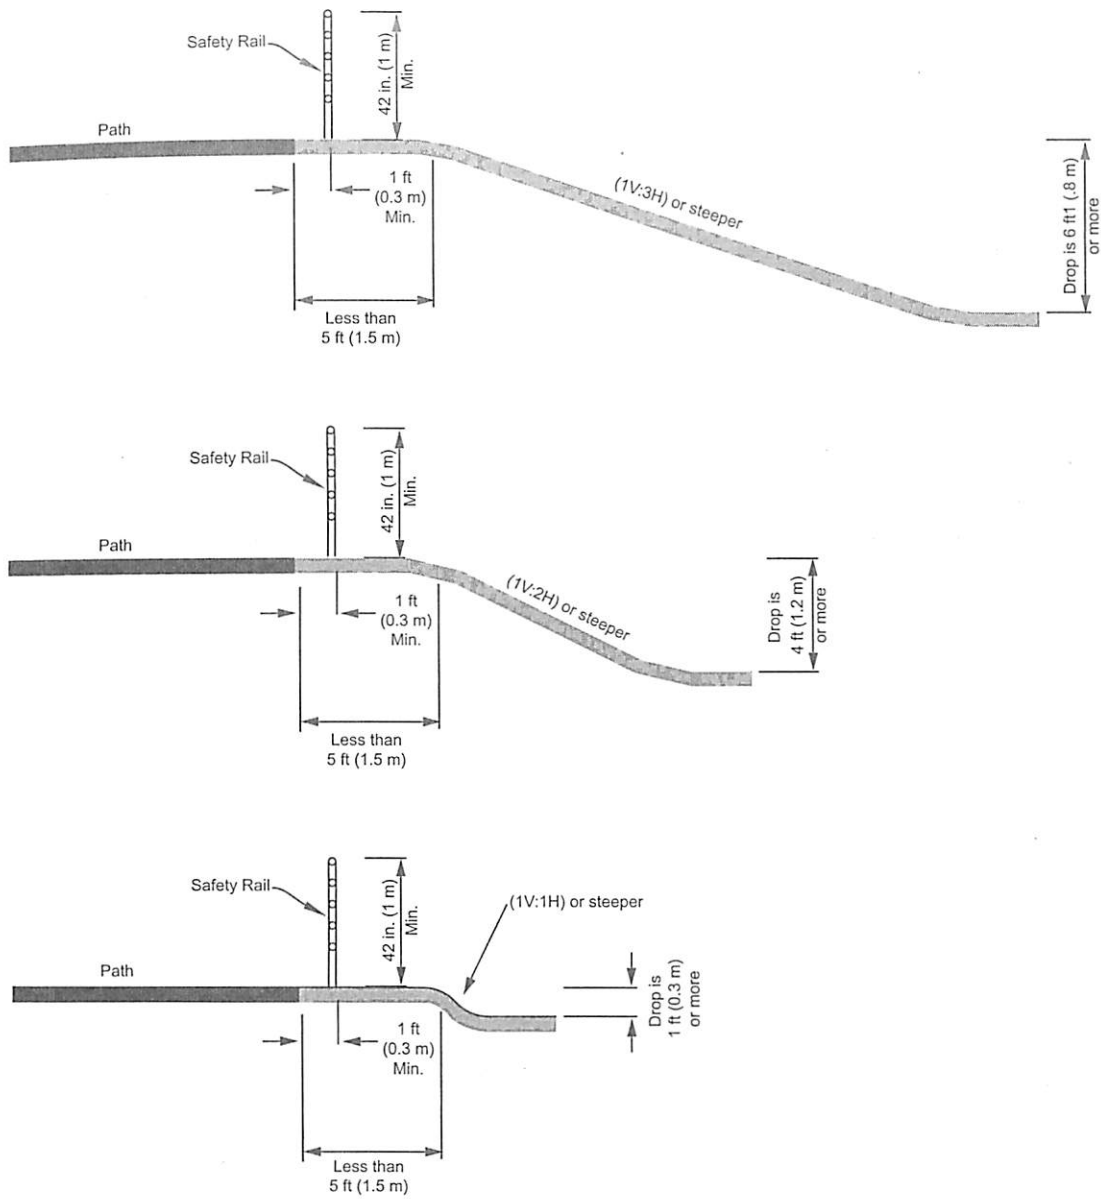 Safety Rail
42 in. (1 m)
Min.
Path
1 ft
(0.3 m)
Min.
(1V:3H) or steeper
Drop is 6 ft1 (.8 m)
or more
Less than
5 ft (1.5 m)
Safety Rail
42 in. (1 m)
Min.
Path
1 ft
(0.3 m)
Min.
(1V:2H) or steeper
Drop is
4 ft (1.2 m)
or more
Less than
5 ft (1.5 m)
Safety Rail
42 in. (1 m)
Min.
(1V:1H) or steeper
Path
Drop is
1 ft (0.3 m)
or more
1 ft
(0.3 m)
Min.
Less than
5 ft (1.5 m)